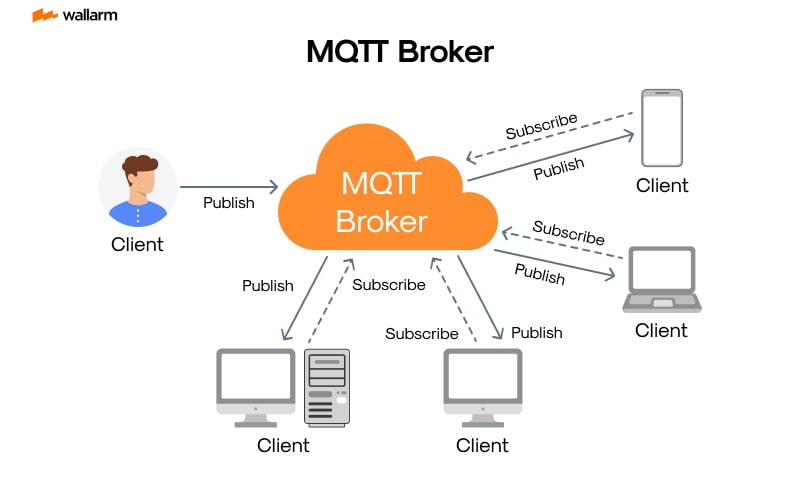 wallarm
MQTT Broker
Subscribe
Publish
Client
MQTT
Broker
Publish
Client
Subscribe
Publish
Client
Publish
Subscribe
Subscribe
Publish
Client
Client